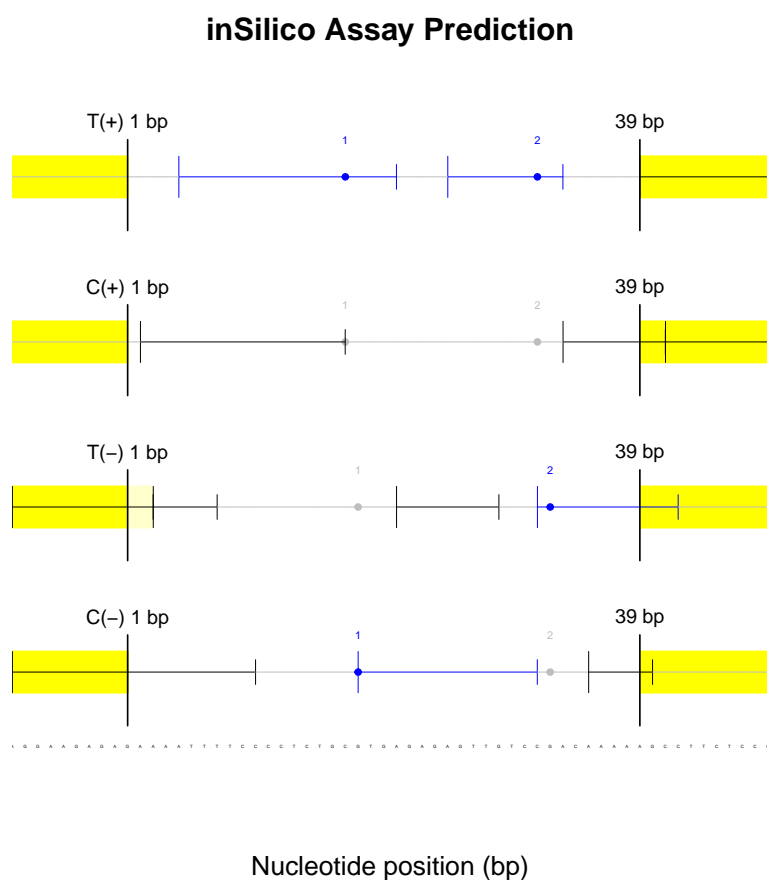 inSilico Assay Prediction
T(+) 1 bp 39 bp
1 2
C(+) 1 bp 39 bp
1 2
T(−) 1 bp 39 bp
1 2
C(−) 1 bp 39 bp
1 2
G G A A G A G A G A A A A T T T T C C C C T C T G C G T G A G A G A G T T G T C C G A C A A A A A G C C T T C T C C
Nucleotide position (bp)